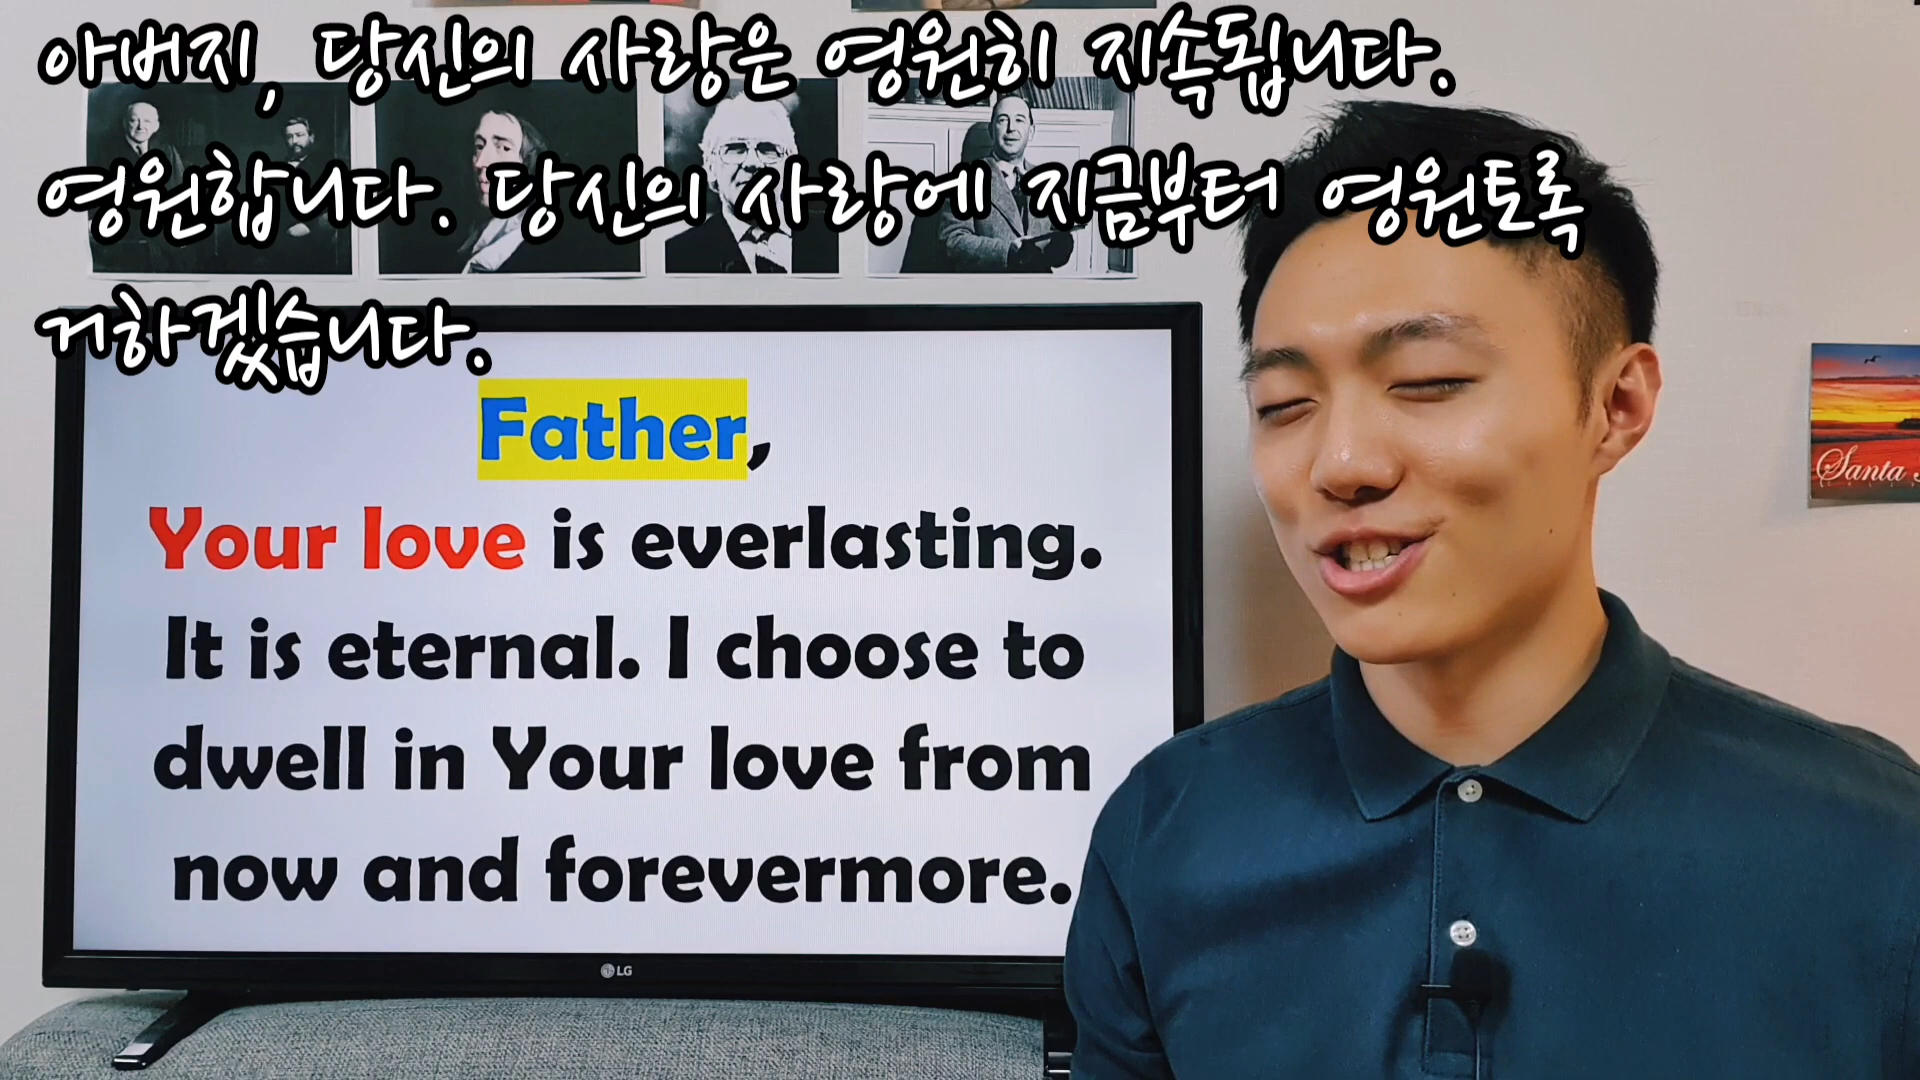 아버지, 당신의 사랑은 영원히 지속됩니다.
영원합니다. 당신의 사랑에 지금부터 영원토록
거하겠습니다.
Father,
Your love is everlasting.
It is eternal. I choose to
dwell in Your love from
now and forevermore.
LG
Santa